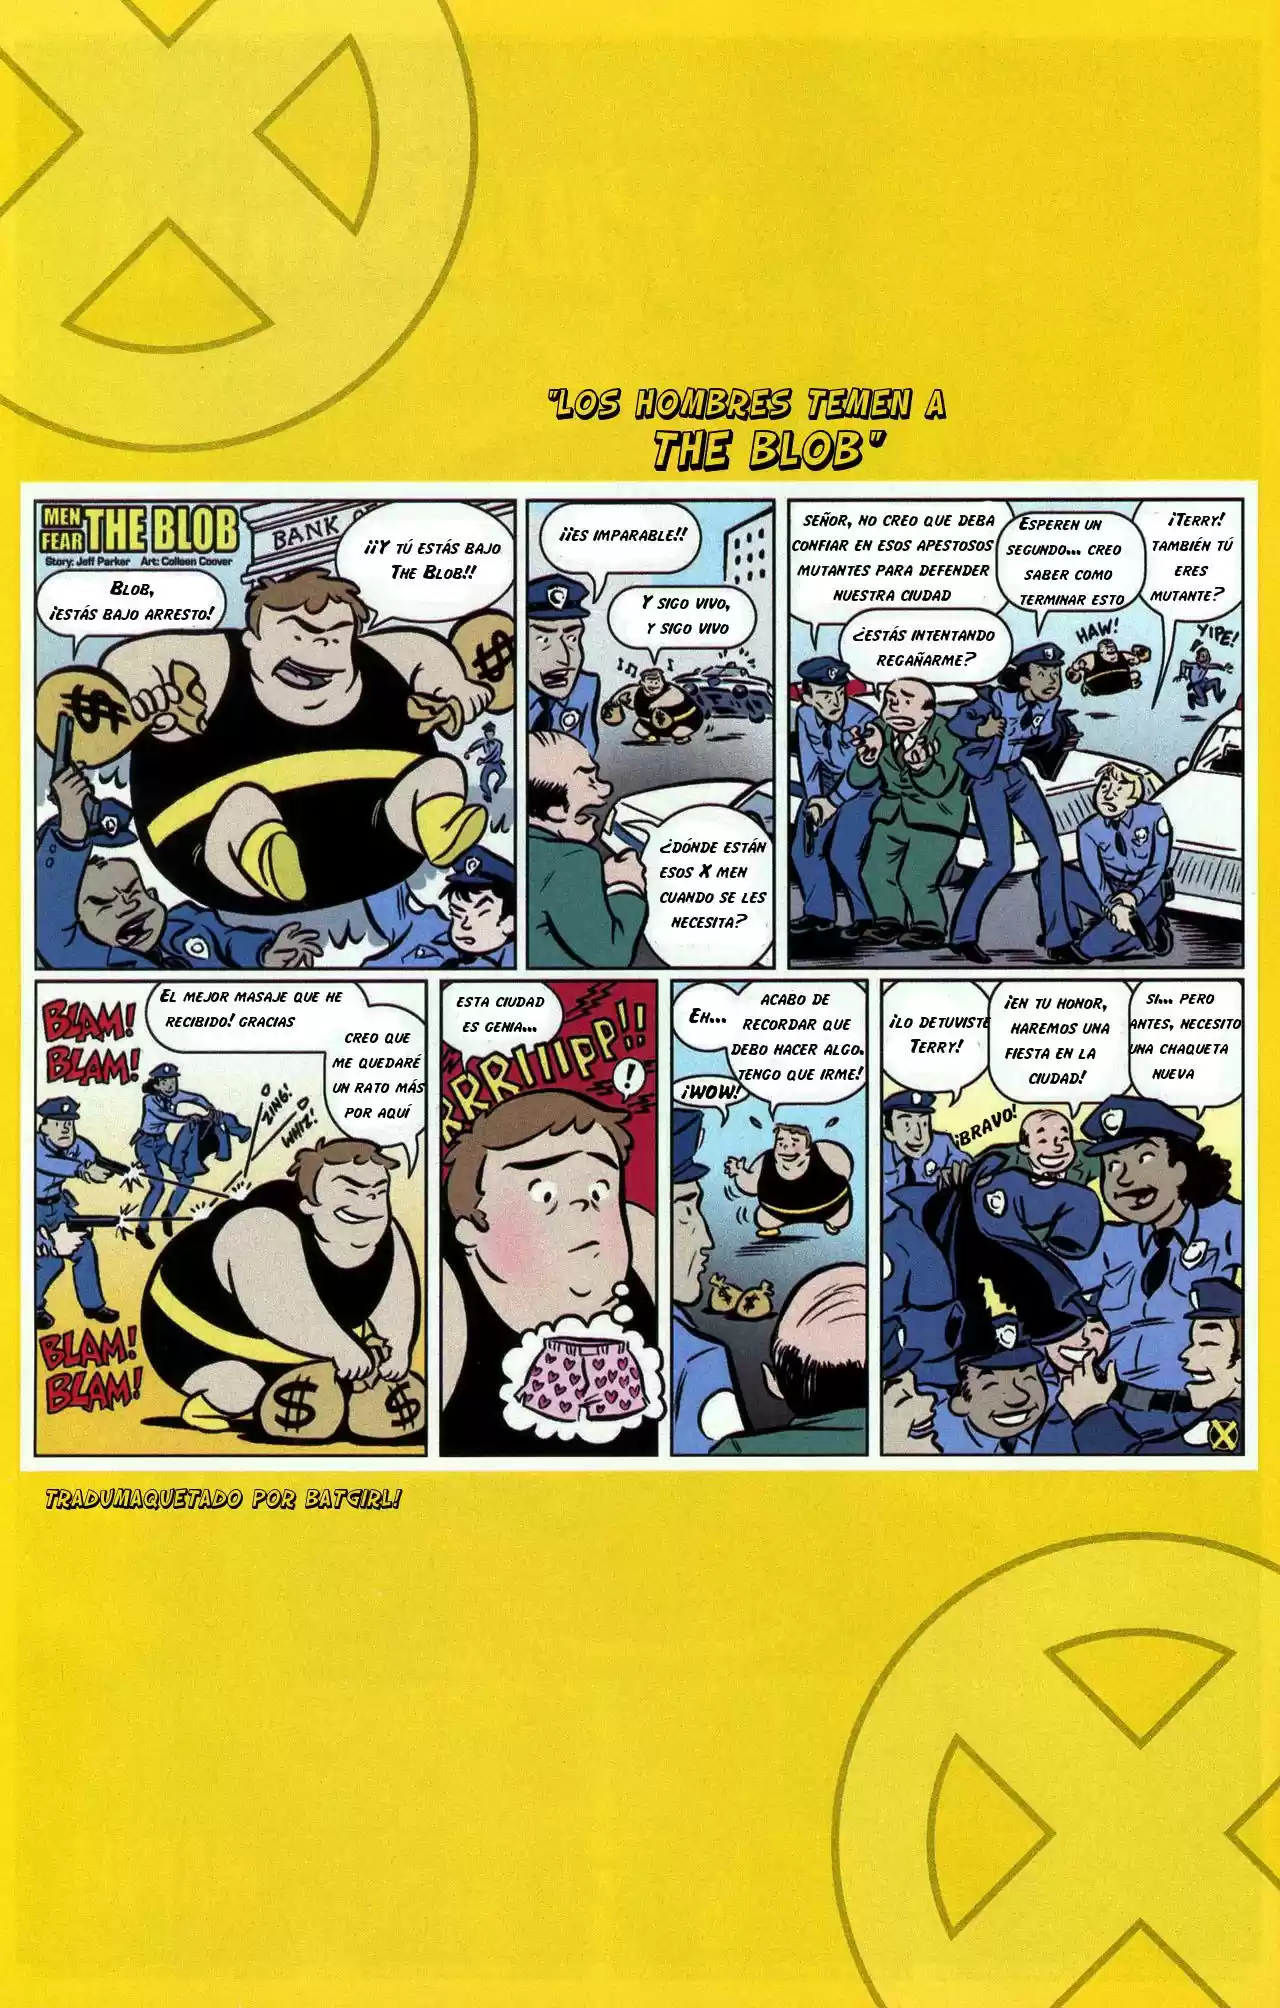 "LOS HOMBRES TEMEN A
THE BLOB"
MEN
FEAR
THE BLOB
Story: Jeff Parker Art: Colleen Coover
BANK OF
BLOB,
¡ESTÁS BAJO ARRESTO!
¡¡Y TÚ ESTÁS BAJO
THE BLOB!!
¡¡ES IMPARABLE!!
Y SIGO VIVO,
Y SIGO VIVO
¿DÓNDE ESTÁN
ESOS X MEN
CUANDO SE LES
NECESITA?
SEÑOR, NO CREO QUE DEBA
CONFIAR EN ESOS APESTOSOS
MUTANTES PARA DEFENDER
NUESTRA CIUDAD
¿ESTÁS INTENTANDO
REGAÑARME?
ESPEREN UN
SEGUNDO... CREO
SABER COMO
TERMINAR ESTO
¡TERRY!
TAMBIÉN TÚ
ERES
MUTANTE?
HAW!
YIPE!
BLAM!
BLAM!
EL MEJOR MASAJE QUE HE
RECIBIDO! GRACIAS
CREO QUE
ME QUEDARÉ
UN RATO MÁS
POR AQUÍ
ZING!
WHIZ!
BLAM!
BLAM!
ESTA CIUDAD
ES GENIA...
RRRRIIIPP!!
!
EH...
ACABO DE
RECORDAR QUE
DEBO HACER ALGO.
TENGO QUE IRME!
¡WOW!
¡LO DETUVISTE
TERRY!
¡EN TU HONOR,
HAREMOS UNA
FIESTA EN LA
CIUDAD!
SI... PERO
ANTES, NECESITO
UNA CHAQUETA
NUEVA
¡BRAVO!
TRADUMAQUETADO POR BATGIRL!